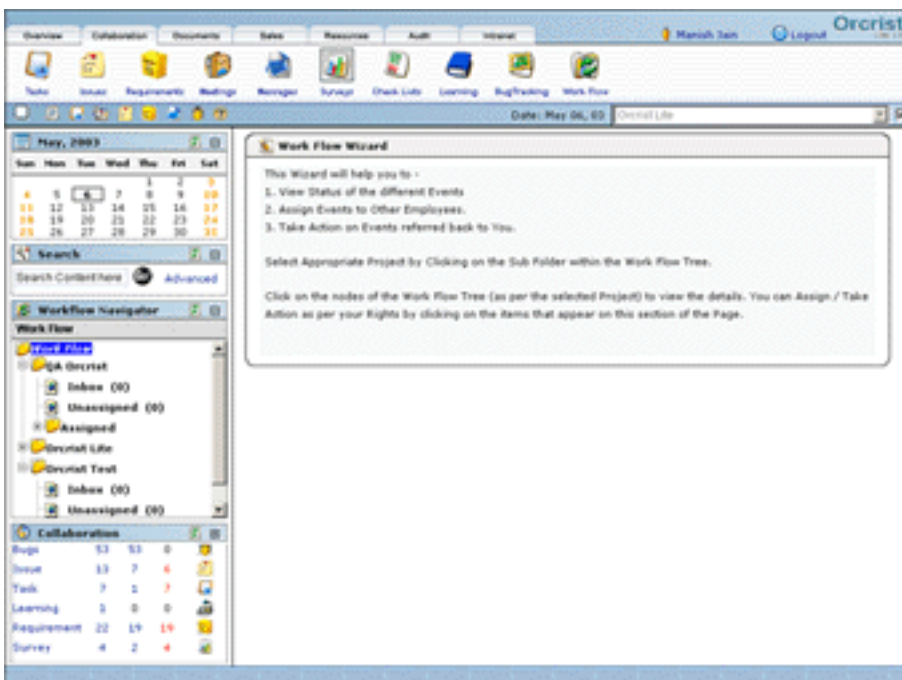 Orcrist
Overview Collaboration Documents Sales Resources Audit Intranet Manish Jain Logout
Tasks Issues Requirements Meetings Messages Surveys Check Lists Learning BugTracking Work Flow
Date: May 06, 03 Orcrist Lite
May, 2003
Sun Mon Tue Wed Thu Fri Sat
1 2 3
4 5 6 7 8 9 10
11 12 13 14 15 16 17
18 19 20 21 22 23 24
25 26 27 28 29 30 31
Search
Search Content here Advanced
Workflow Navigator
Work Flow
Work Flow
QA Orcrist
Inbox (0)
Unassigned (0)
Assigned
Orcrist Lite
Orcrist Test
Inbox (0)
Unassigned (0)
Collaboration
Bugs 53 53 0
Issue 13 7 6
Task 7 1 7
Learning 1 0 0
Requirement 22 19 19
Survey 4 2 4
Work Flow Wizard
This Wizard will help you to -
1. View Status of the different Events
2. Assign Events to Other Employees.
3. Take Action on Events referred back to You.
Select Appropriate Project by Clicking on the Sub Folder within the Work Flow Tree.
Click on the nodes of the Work Flow Tree (as per the selected Project) to view the details. You can Assign / Take
Action as per your Rights by clicking on the items that appear on this section of the Page.